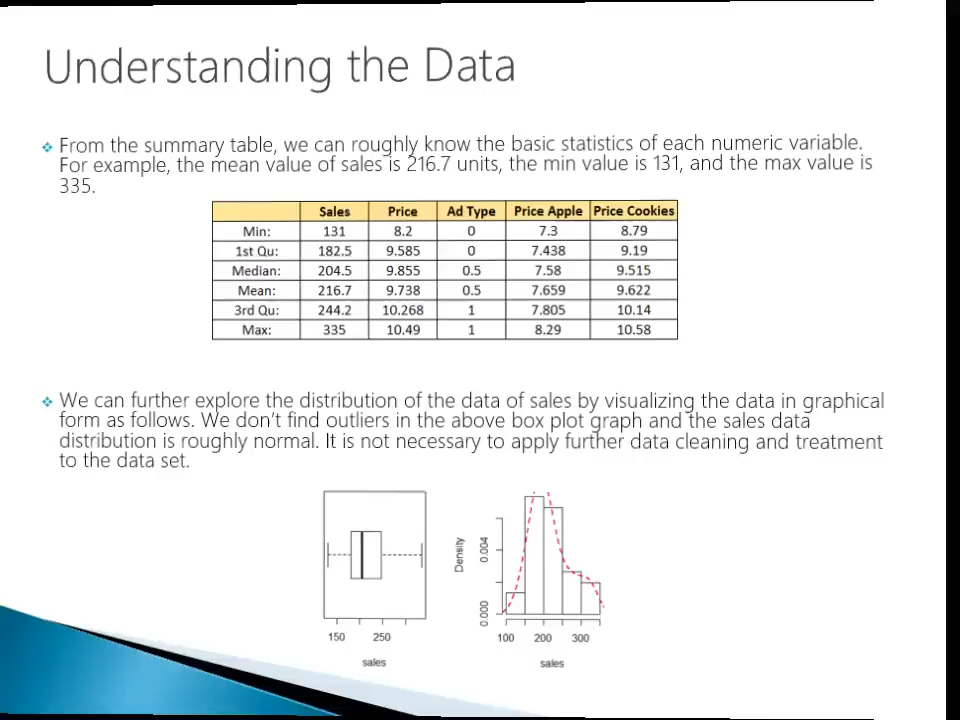 Understanding the Data
From the summary table, we can roughly know the basic statistics of each numeric variable.
For example, the mean value of sales is 216.7 units, the min value is 131, and the max value is
335.
Sales Price Ad Type Price Apple Price Cookies
Min: 131 8.2 0 7.3 8.79
1st Qu: 182.5 9.585 0 7.438 9.19
Median: 204.5 9.855 0.5 7.58 9.515
Mean: 216.7 9.738 0.5 7.659 9.622
3rd Qu: 244.2 10.268 1 7.805 10.14
Max: 335 10.49 1 8.29 10.58
We can further explore the distribution of the data of sales by visualizing the data in graphical
form as follows. We don't find outliers in the above box plot graph and the sales data
distribution is roughly normal. It is not necessary to apply further data cleaning and treatment
to the data set.
150 250
sales
Density
0.000 0.004
100 200 300
sales